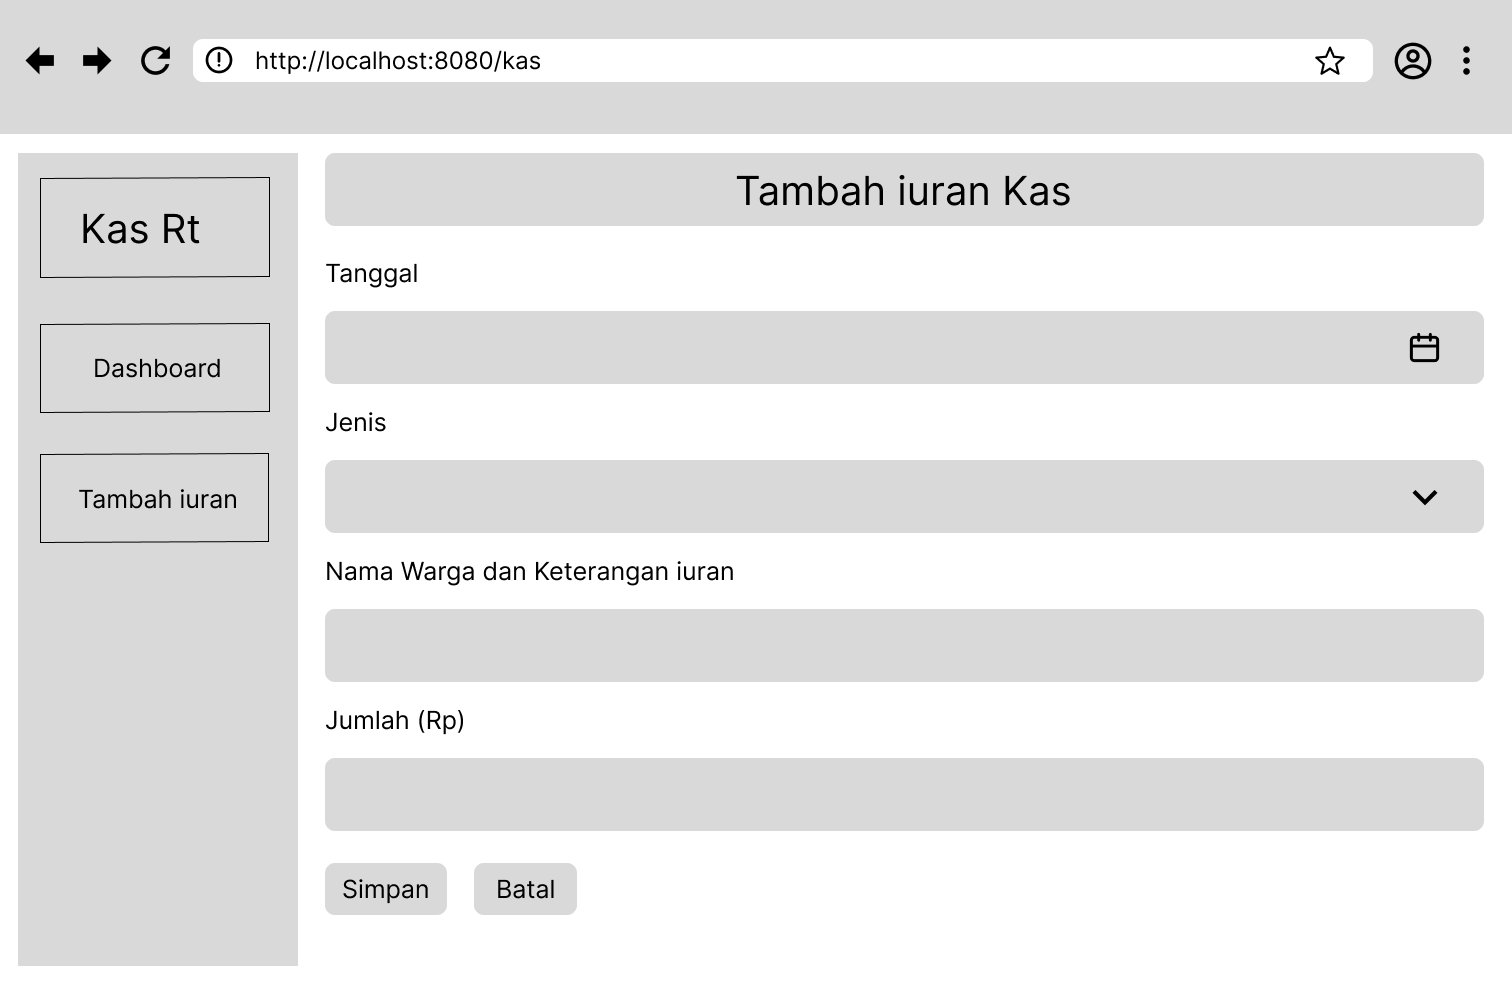 http://localhost:8080/kas
Kas Rt
Dashboard
Tambah iuran
Tambah iuran Kas
Tanggal
Jenis
Nama Warga dan Keterangan iuran
Jumlah (Rp)
Simpan
Batal